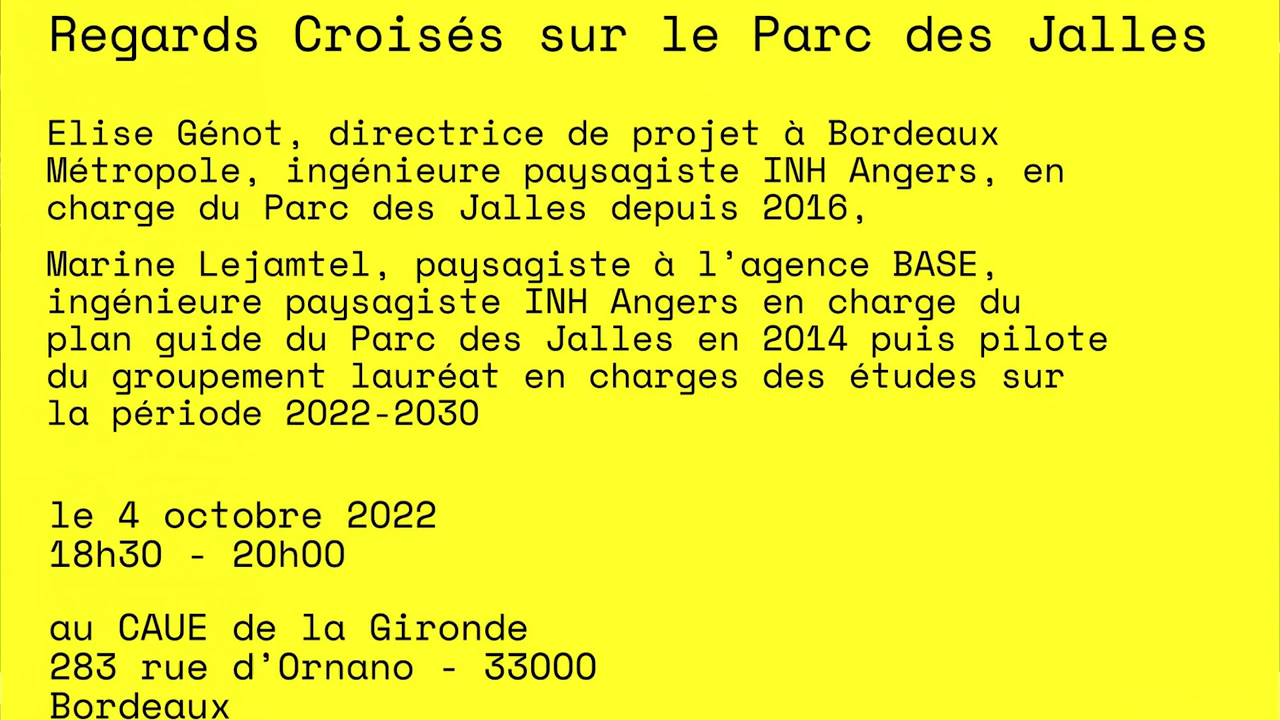 Regards Croisés sur le Parc des Jalles
Elise Génot, directrice de projet à Bordeaux
Métropole, ingénieure paysagiste INH Angers, en
charge du Parc des Jalles depuis 2016,
Marine Lejamtel, paysagiste à l’agence BASE,
ingénieure paysagiste INH Angers en charge du
plan guide du Parc des Jalles en 2014 puis pilote
du groupement lauréat en charges des études sur
la période 2022-2030
le 4 octobre 2022
18h30 - 20h00
au CAUE de la Gironde
283 rue d’Ornano - 33000
Bordeaux